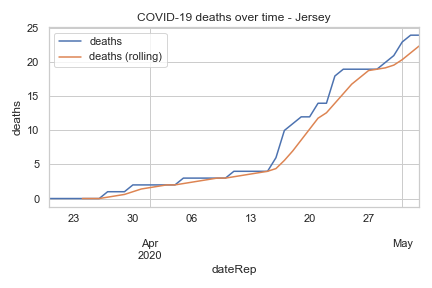 COVID-19 deaths over time - Jersey
deaths
deaths (rolling)
deaths
25
20
15
10
5
0
23
30
06
13
20
27
Apr
2020
May
dateRep